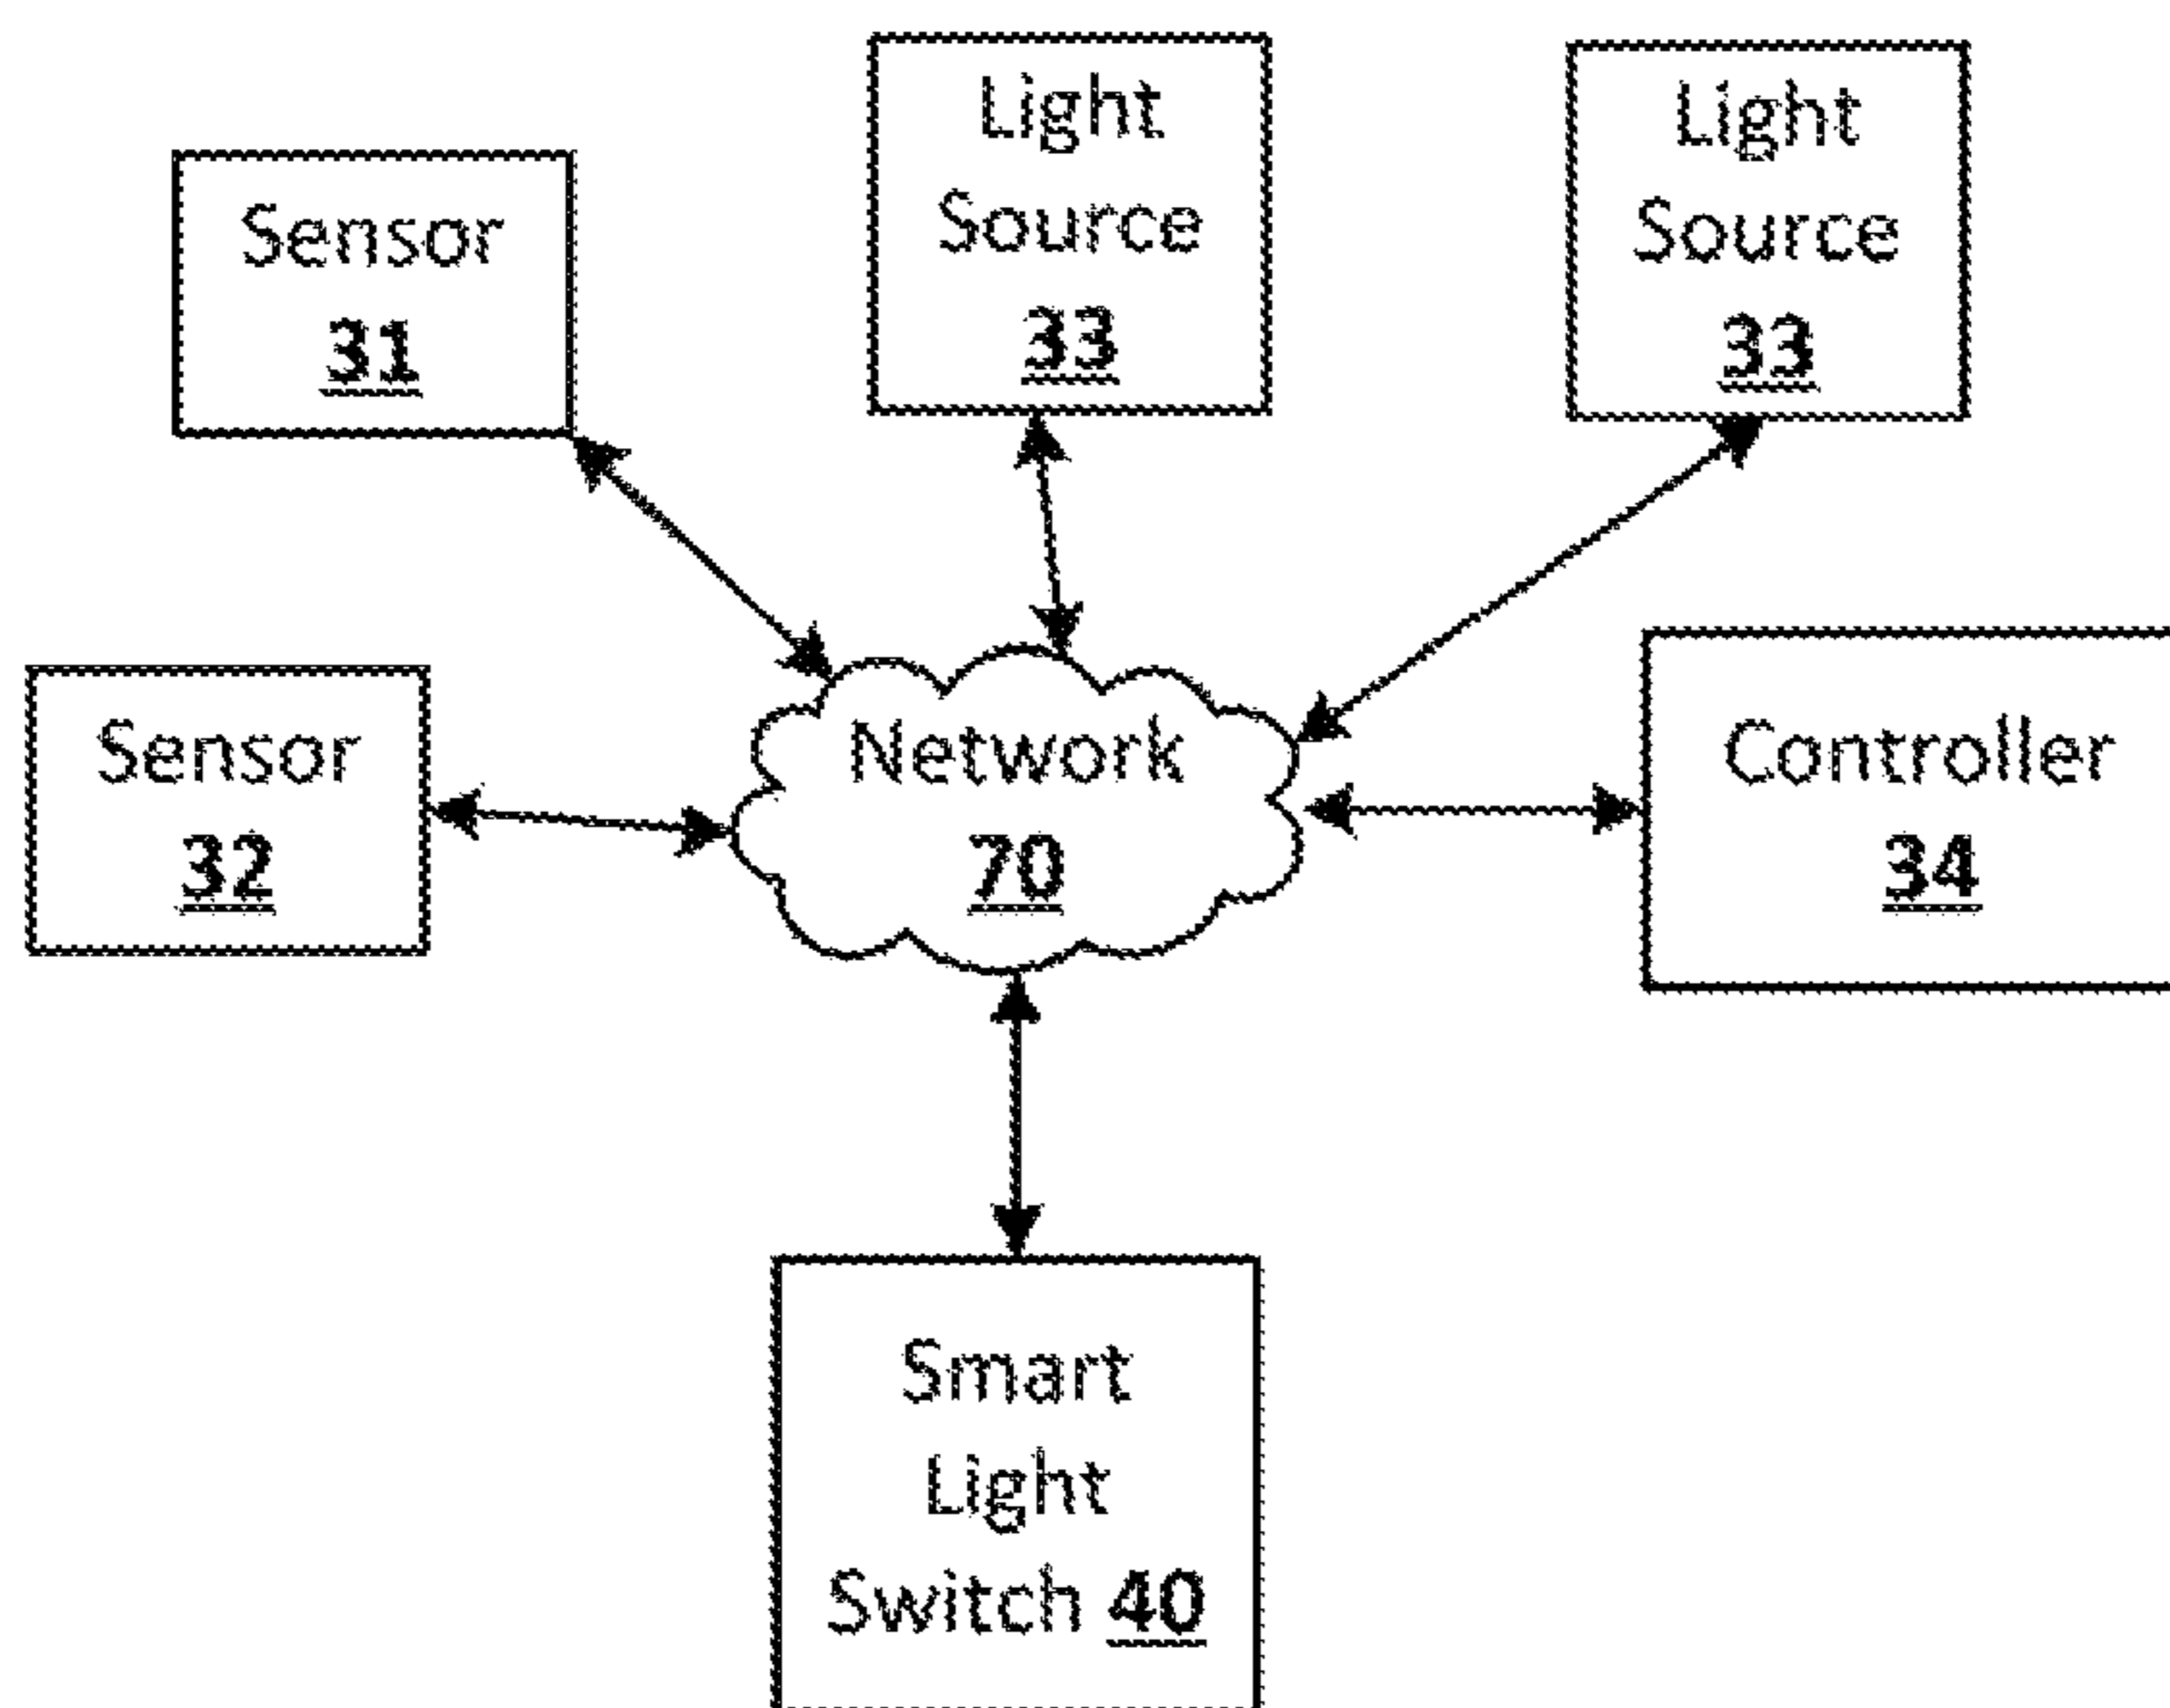 Light
Source
33
Light
Source
33
Sensor
31
Sensor
32
Network
70
Controller
34
Smart
Light
Switch 40